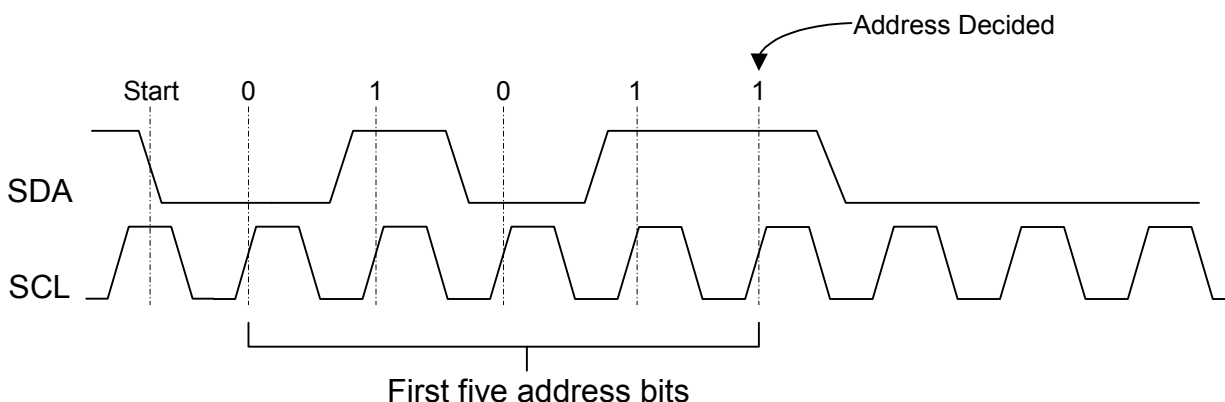 Address Decided
Start 0 1 0 1 1
SDA
SCL
First five address bits